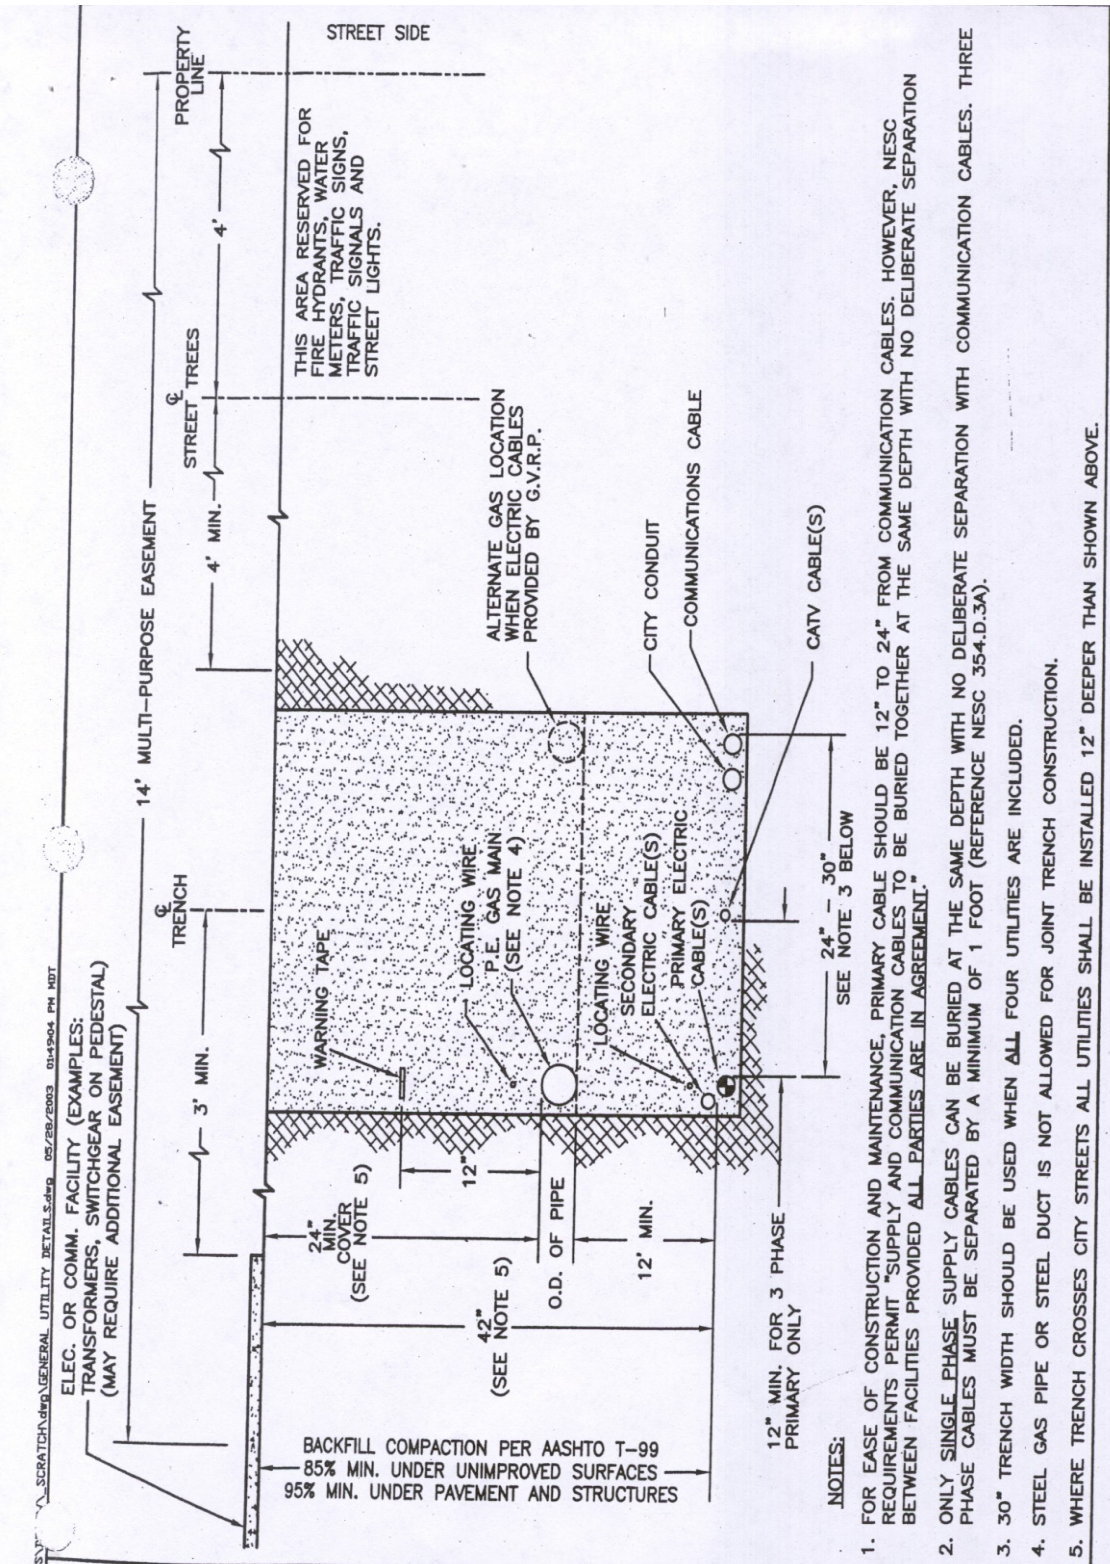 \_SCRATCH\dwg\GENERAL UTILITY DETAILS.dwg 05/28/2003 01:49:04 PM MDT
ELEC. OR COMM. FACILITY (EXAMPLES:
TRANSFORMERS, SWITCHGEAR ON PEDESTAL)
(MAY REQUIRE ADDITIONAL EASEMENT)
14' MULTI-PURPOSE EASEMENT
PROPERTY
LINE
STREET SIDE
℄
TRENCH
℄
STREET TREES
3' MIN.
4' MIN.
4'
THIS AREA RESERVED FOR
FIRE HYDRANTS, WATER
METERS, TRAFFIC SIGNS,
TRAFFIC SIGNALS AND
STREET LIGHTS.
BACKFILL COMPACTION PER AASHTO T-99
85% MIN. UNDER UNIMPROVED SURFACES
95% MIN. UNDER PAVEMENT AND STRUCTURES
42"
(SEE NOTE 5)
24"
MIN.
COVER
(SEE NOTE 5)
12"
O.D. OF PIPE
12' MIN.
WARNING TAPE
LOCATING WIRE
P.E. GAS MAIN
(SEE NOTE 4)
LOCATING WIRE
SECONDARY
ELECTRIC CABLE(S)
PRIMARY ELECTRIC
CABLE(S)
ALTERNATE GAS LOCATION
WHEN ELECTRIC CABLES
PROVIDED BY G.V.R.P.
CITY CONDUIT
COMMUNICATIONS CABLE
CATV CABLE(S)
12" MIN. FOR 3 PHASE
PRIMARY ONLY
24" - 30"
SEE NOTE 3 BELOW
NOTES:
1. FOR EASE OF CONSTRUCTION AND MAINTENANCE, PRIMARY CABLE SHOULD BE 12" TO 24" FROM COMMUNICATION CABLES. HOWEVER, NESC
REQUIREMENTS PERMIT "SUPPLY AND COMMUNICATION CABLES TO BE BURIED TOGETHER AT THE SAME DEPTH WITH NO DELIBERATE SEPARATION
BETWEEN FACILITIES PROVIDED ALL PARTIES ARE IN AGREEMENT."
2. ONLY SINGLE PHASE SUPPLY CABLES CAN BE BURIED AT THE SAME DEPTH WITH NO DELIBERATE SEPARATION WITH COMMUNICATION CABLES. THREE
PHASE CABLES MUST BE SEPARATED BY A MINIMUM OF 1 FOOT (REFERENCE NESC 354.D.3A).
3. 30" TRENCH WIDTH SHOULD BE USED WHEN ALL FOUR UTILITIES ARE INCLUDED.
4. STEEL GAS PIPE OR STEEL DUCT IS NOT ALLOWED FOR JOINT TRENCH CONSTRUCTION.
5. WHERE TRENCH CROSSES CITY STREETS ALL UTILITIES SHALL BE INSTALLED 12" DEEPER THAN SHOWN ABOVE.